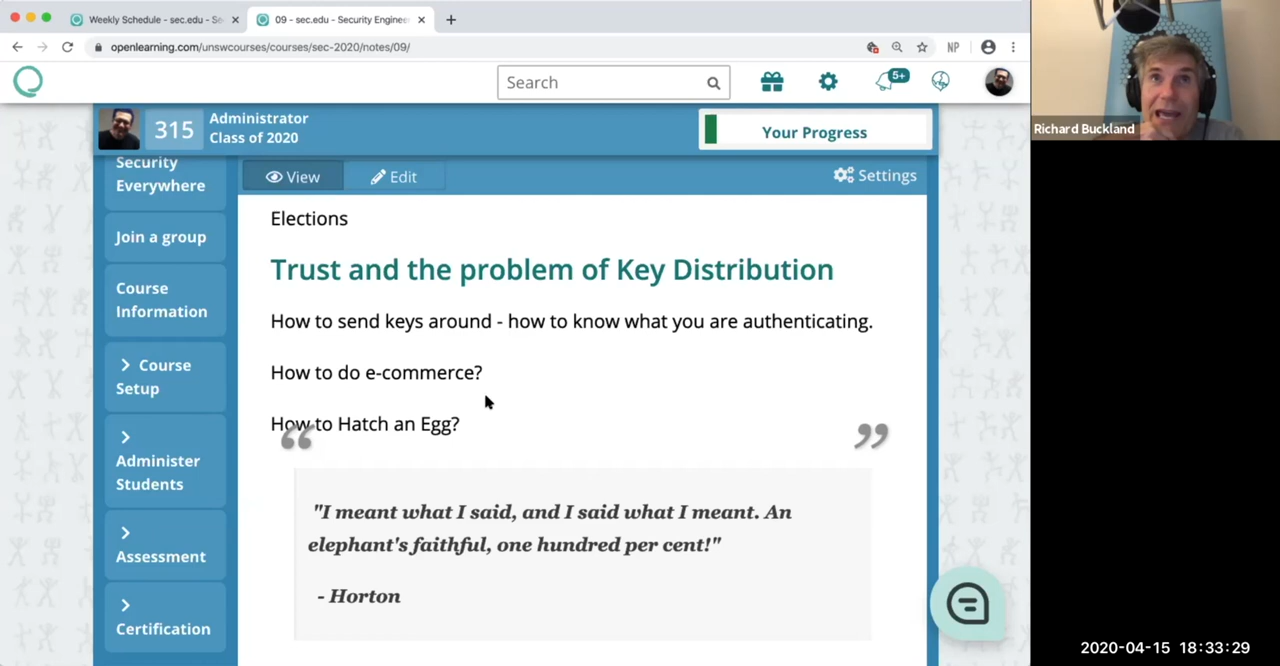 Weekly Schedule - sec.edu - Se
09 - sec.edu - Security Enginee
openlearning.com/unswcourses/courses/sec-2020/notes/09/
NP
Search
5+
315
Administrator
Class of 2020
Your Progress
Security
Everywhere
Join a group
Course
Information
Course
Setup
Administer
Students
Assessment
Certification
View
Edit
Settings
Elections
Trust and the problem of Key Distribution
How to send keys around - how to know what you are authenticating.
How to do e-commerce?
How to Hatch an Egg?
"I meant what I said, and I said what I meant. An
elephant's faithful, one hundred per cent!"
- Horton
Richard Buckland
2020-04-15 18:33:29